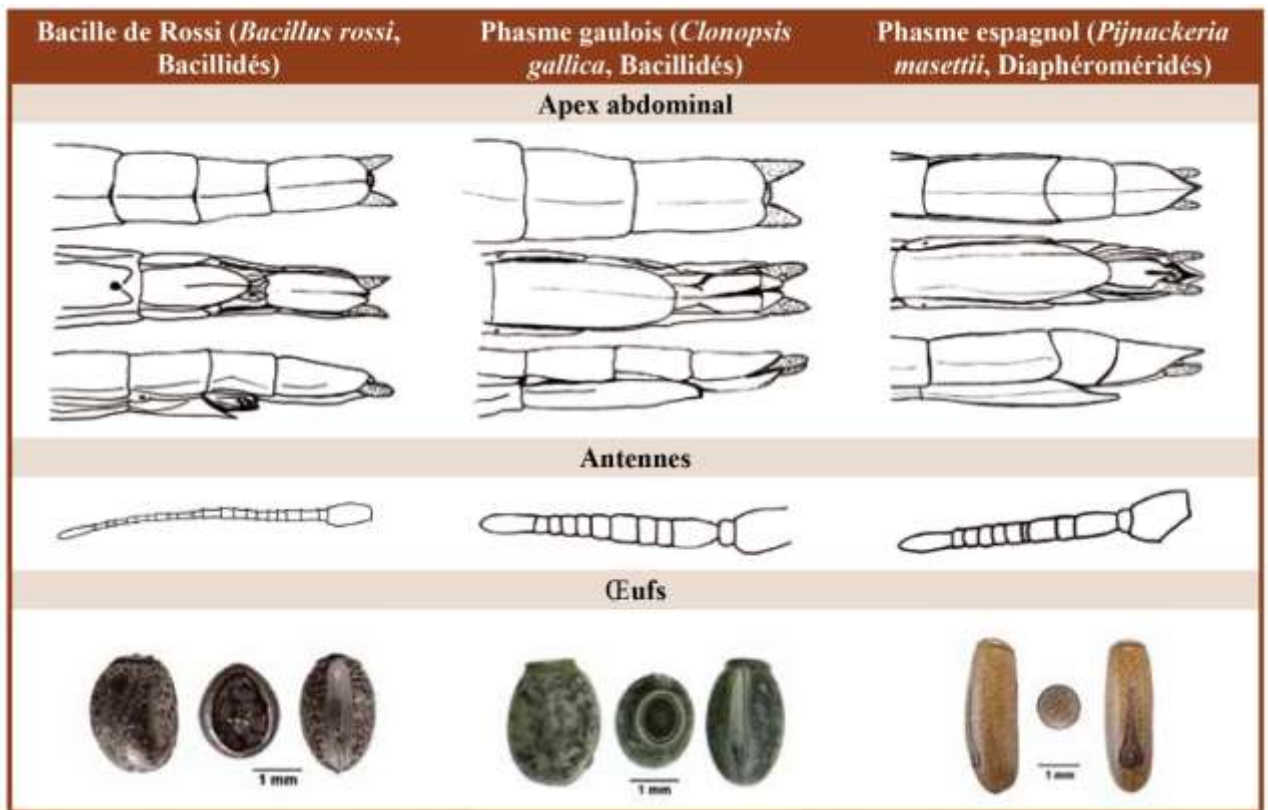 Bacille de Rossi (Bacillus rossi,
Bacillidés)
Phasme gaulois (Clonopsis
gallica, Bacillidés)
Phasme espagnol (Pijnackeria
masettii, Diaphéroméridés)
Apex abdominal
Antennes
Œufs
1 mm
1 mm
1 mm